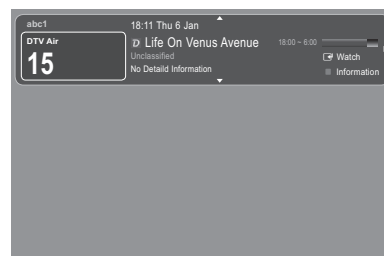 abc1
DTV Air
15
18:11 Thu 6 Jan
D Life On Venus Avenue 18:00 ~ 6:00
Unclassified
No Detaild Information
Watch
Information